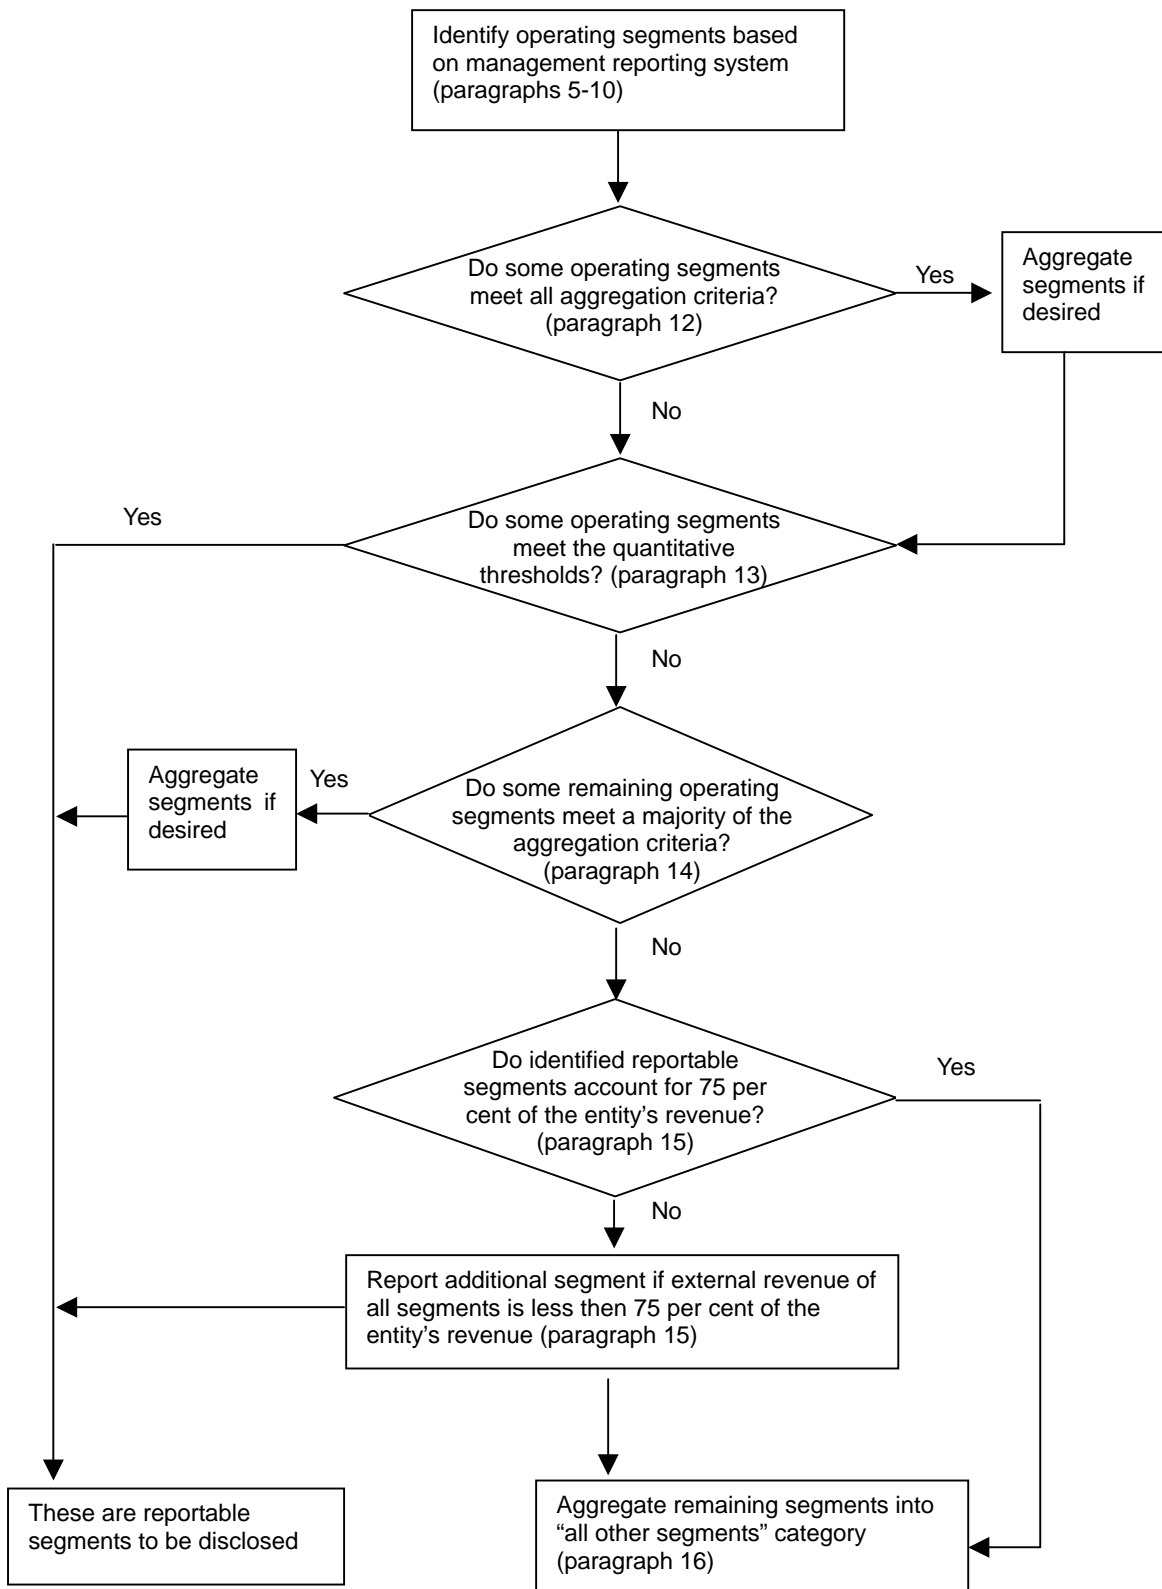 Identify operating segments based
on management reporting system
(paragraphs 5-10)
Do some operating segments
meet all aggregation criteria?
(paragraph 12)
Yes
Aggregate
segments if
desired
No
Yes
Do some operating segments
meet the quantitative
thresholds? (paragraph 13)
No
Aggregate
segments if
desired
Yes
Do some remaining operating
segments meet a majority of the
aggregation criteria?
(paragraph 14)
No
Do identified reportable
segments account for 75 per
cent of the entity’s revenue?
(paragraph 15)
Yes
No
Report additional segment if external revenue of
all segments is less then 75 per cent of the
entity’s revenue (paragraph 15)
These are reportable
segments to be disclosed
Aggregate remaining segments into
“all other segments” category
(paragraph 16)